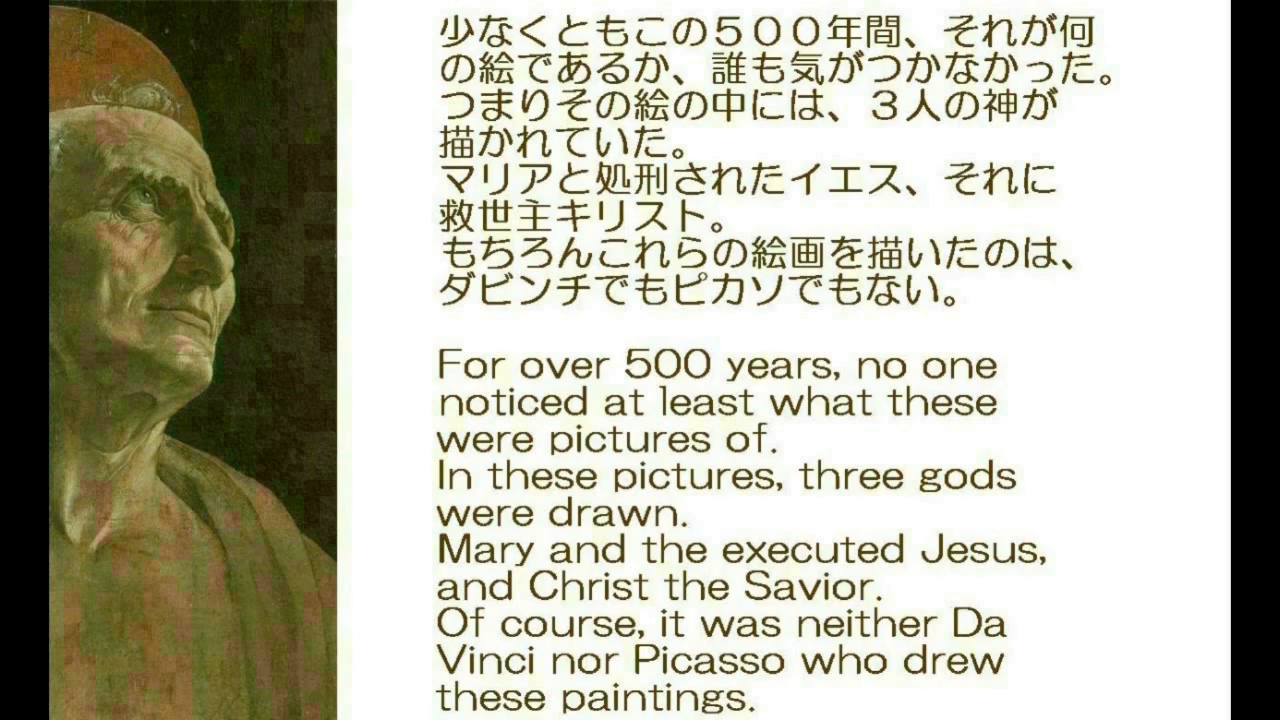 少なくともこの５００年間、それが何
の絵であるか、誰も気がつかなかった。
つまりその絵の中には、３人の神が
描かれていた。
マリアと処刑されたイエス、それに
救世主キリスト。
もちろんこれらの絵画を描いたのは、
ダビンチでもピカソでもない。
For over 500 years, no one
noticed at least what these
were pictures of.
In these pictures, three gods
were drawn.
Mary and the executed Jesus,
and Christ the Savior.
Of course, it was neither Da
Vinci nor Picasso who drew
these paintings.